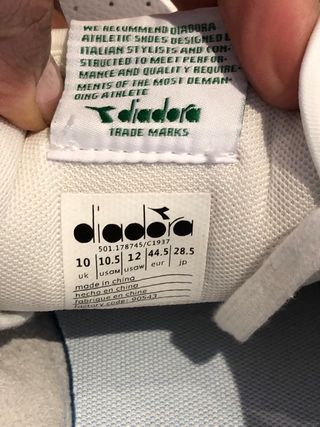 WE RECOMMEND DIADORA
ATHLETIC SHOES DESIGNED B
ITALIAN STYLISTS AND CON-
STRUCTED TO MEET PERFOR-
MANCE AND QUALITY REQUIRE-
MENTS OF THE MOST DEMAN-
DING ATHLETE
diadora
TRADE MARKS
diadora
501.178745/C1937
10 10.5 12 44.5 28.5
uk USAM USAW eur jp
made in china
hecho en china
fabrique en chine
factory code: 90543